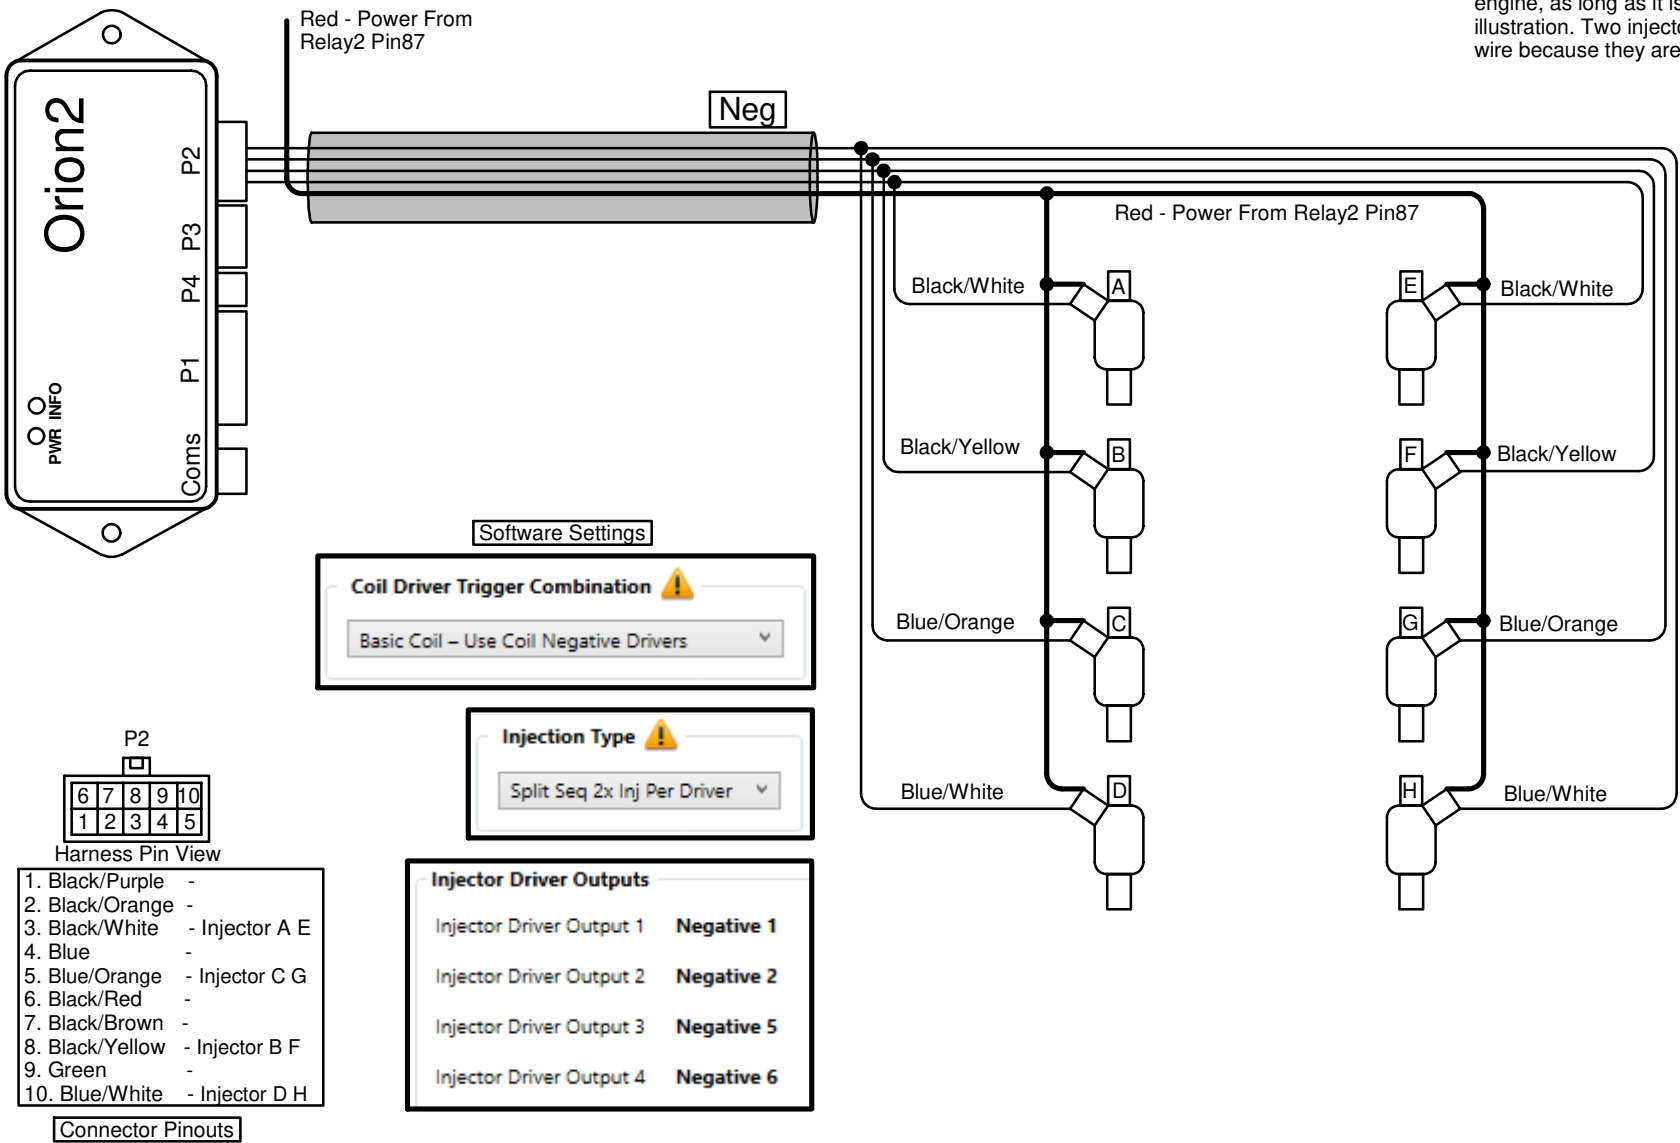 engine, as long as it is
illustration. Two
wire because they are
Red - Power From
Relay2 Pin87
Neg
Orion2
P2
P3
P4
P1
Coms
PWR INFO
Red - Power From Relay2 Pin87
Black/White
A
E
Black/White
Black/Yellow
B
F
Black/Yellow
Blue/Orange
C
G
Blue/Orange
Blue/White
D
H
Blue/White
Software Settings
Coil Driver Trigger Combination
Basic Coil – Use Coil Negative Drivers
Injection Type
Split Seq 2x Inj Per Driver
Injector Driver Outputs
Injector Driver Output 1 Negative 1
Injector Driver Output 2 Negative 2
Injector Driver Output 3 Negative 5
Injector Driver Output 4 Negative 6
P2
6 7 8 9 10
1 2 3 4 5
Harness Pin View
1. Black/Purple -
2. Black/Orange -
3. Black/White - Injector A E
4. Blue -
5. Blue/Orange - Injector C G
6. Black/Red -
7. Black/Brown -
8. Black/Yellow - Injector B F
9. Green -
10. Blue/White - Injector D H
Connector Pinouts